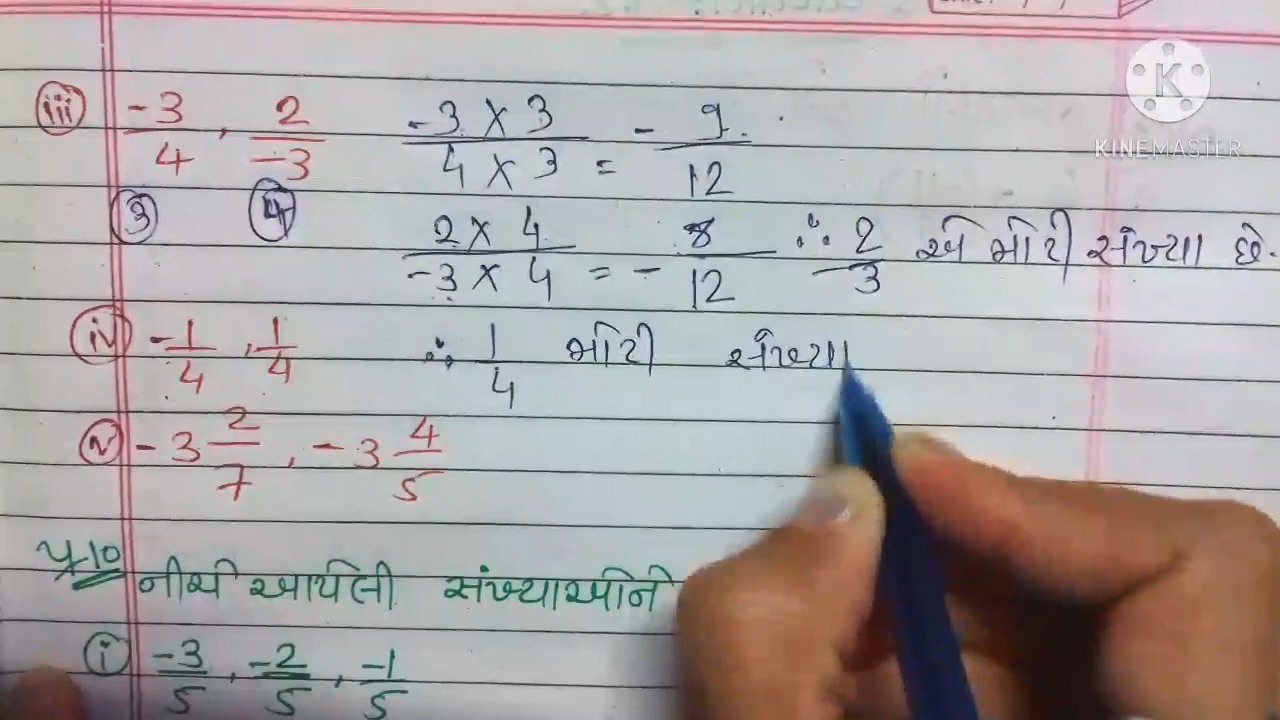 (iii) -3/4 , 2/-3   -3 × 3 / 4 × 3 = - 9/12
③ ④   2 × 4 / -3 × 4 = - 8/12 ∴ 2/-3 એ મોટી સંખ્યા છે.
(iv) -1/4 , 1/4   ∴ 1/4 મોટી સંખ્યા
(v) -3 2/7 , -3 4/5
પ્ર-10 નીચે આપેલી સંખ્યાઓને
(i) -3/5 , -2/5 , -1/5
K
KINEMASTER